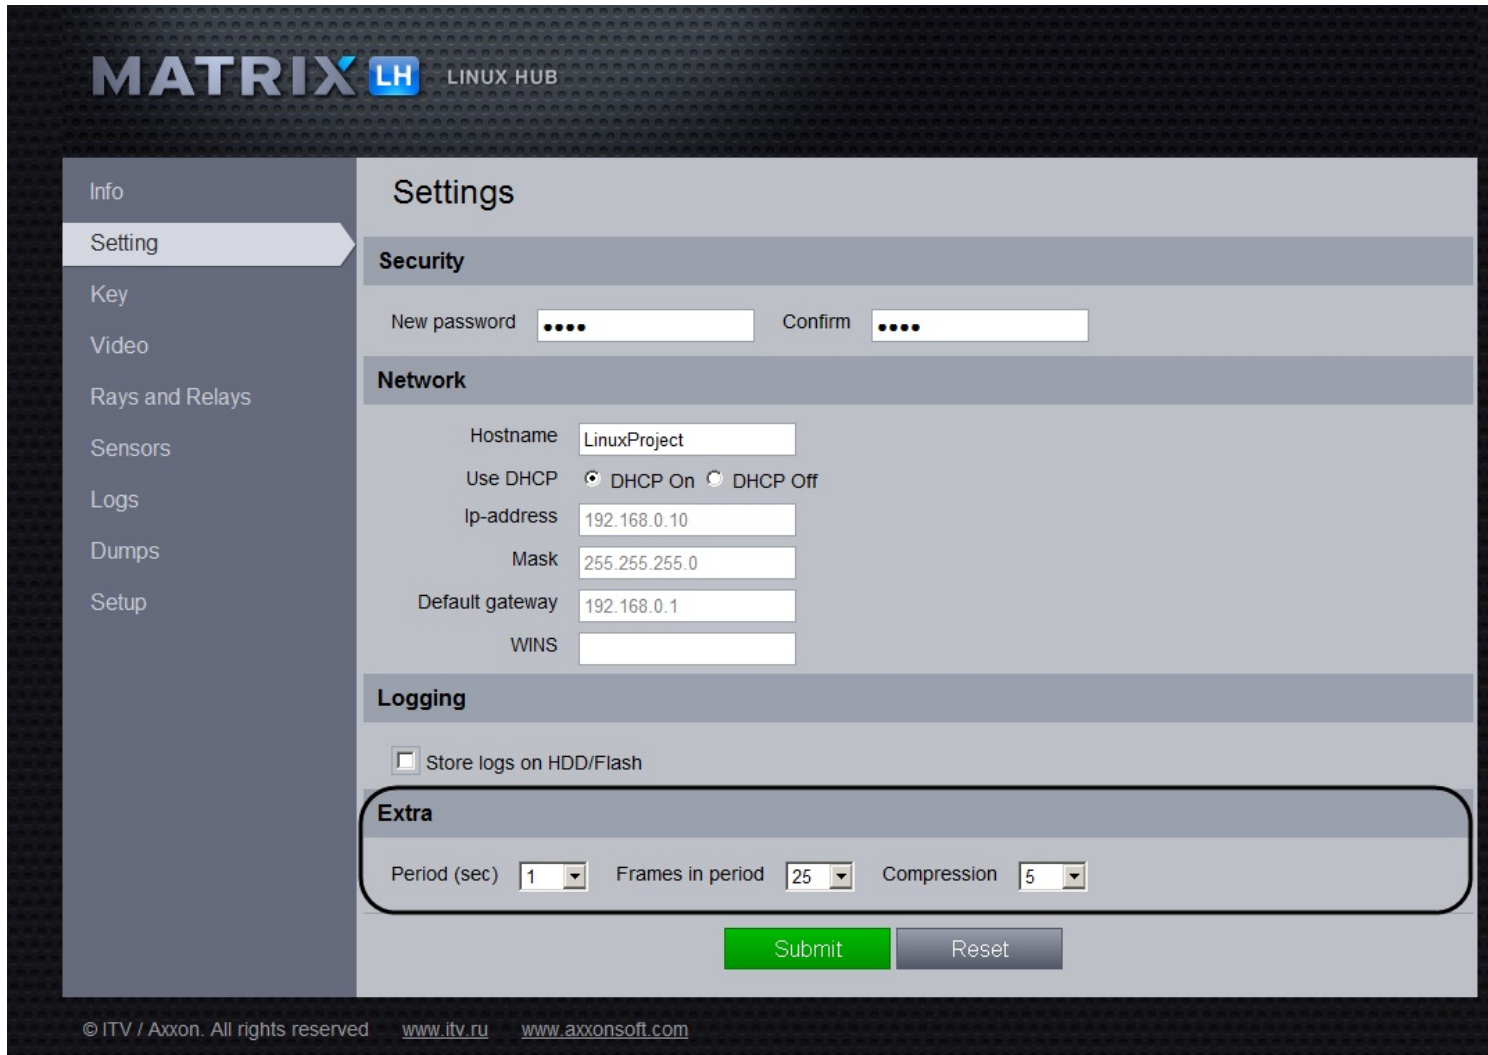 MATRIX LH LINUX HUB
Info
Setting
Key
Video
Rays and Relays
Sensors
Logs
Dumps
Setup
Settings
Security
New password •••• Confirm ••••
Network
Hostname LinuxProject
Use DHCP DHCP On DHCP Off
Ip-address 192.168.0.10
Mask 255.255.255.0
Default gateway 192.168.0.1
WINS
Logging
Store logs on HDD/Flash
Extra
Period (sec) 1 Frames in period 25 Compression 5
Submit Reset
© ITV / Axxon. All rights reserved www.itv.ru www.axxonsoft.com